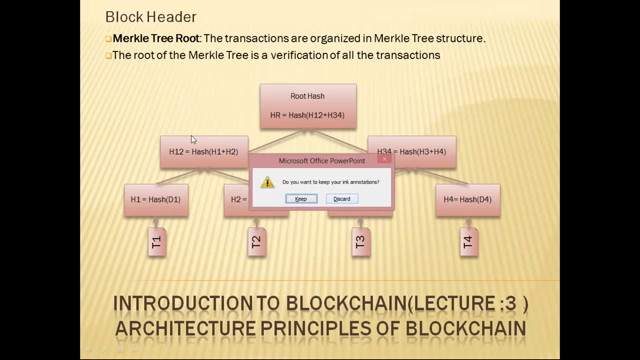 Block Header
Merkle Tree Root: The transactions are organized in Merkle Tree structure.
The root of the Merkle Tree is a verification of all the transactions
Root Hash
HR = Hash(H12+H34)
H12 = Hash(H1+H2)
H34 = Hash(H3+H4)
Microsoft Office PowerPoint
Do you want to keep your ink annotations?
Keep
Discard
H1 = Hash(D1)
H2 =
H4= Hash(D4)
T1
T2
T3
T4
INTRODUCTION TO BLOCKCHAIN(LECTURE :3 )
ARCHITECTURE PRINCIPLES OF BLOCKCHAIN